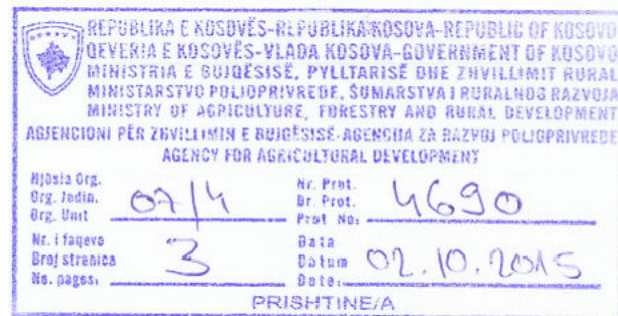 REPUBLIKA E KOSOVËS-REPUBLIKA KOSOVA-REPUBLIC OF KOSOVO
QEVERIA E KOSOVËS-VLADA KOSOVA-GOVERNMENT OF KOSOVO
MINISTRIA E BUJQËSISË, PYLLTARISË DHE ZHVILLIMIT RURAL
MINISTARSTVO POLJOPRIVREDE, ŠUMARSTVA I RURALNOG RAZVOJA
MINISTRY OF AGRICULTURE, FORESTRY AND RURAL DEVELOPMENT
AGJENCIONI PËR ZHVILLIMIN E BUJQËSISË-AGENCIJA ZA RAZVOJ POLJOPRIVREDE
AGENCY FOR AGRICULTURAL DEVELOPMENT
Njësia Org. Nr. Prot.
Org. Jedin. 07/4 Br. Prot. 4690
Org. Unit Prot No:
Nr. i faqeve Data
Broj stranica 3 Datum 02.10.2015
No. pages: Date:
PRISHTINE/A